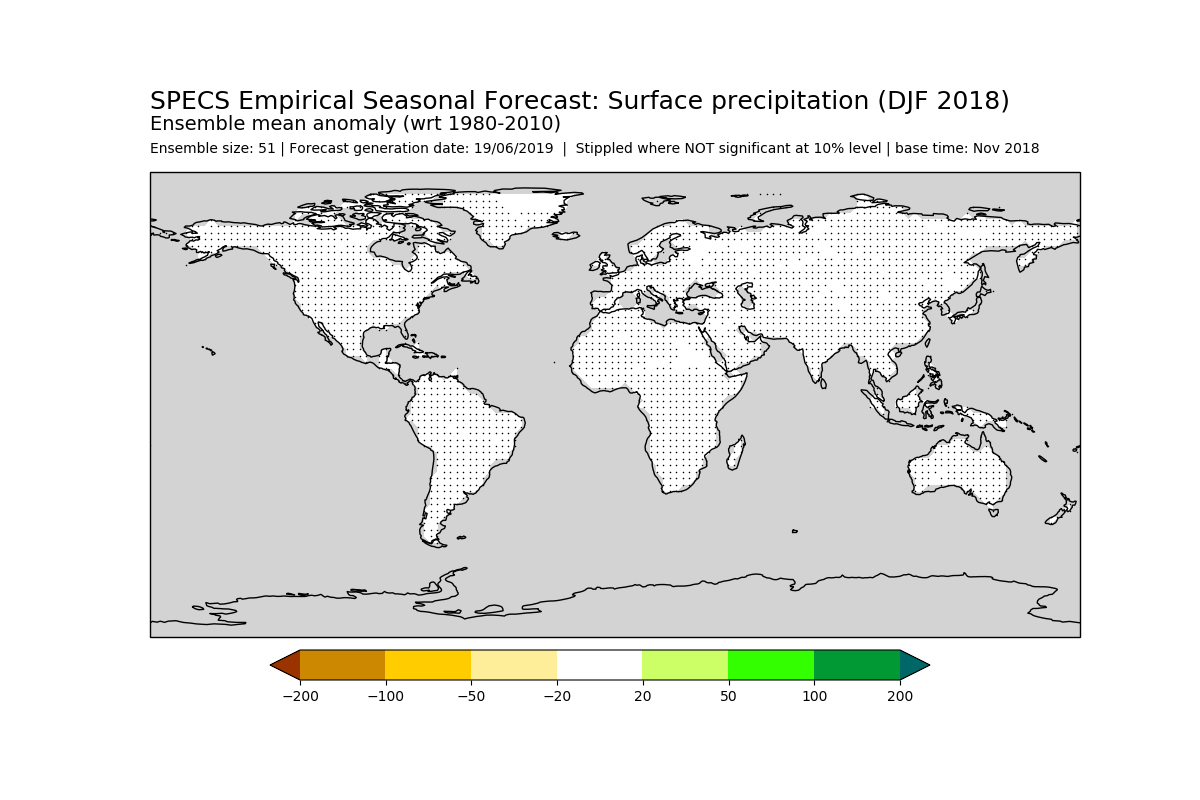 SPECS Empirical Seasonal Forecast: Surface precipitation (DJF 2018)
Ensemble mean anomaly (wrt 1980-2010)
Ensemble size: 51 | Forecast generation date: 19/06/2019  |  Stippled where NOT significant at 10% level | base time: Nov 2018
−200 −100 −50 −20 20 50 100 200